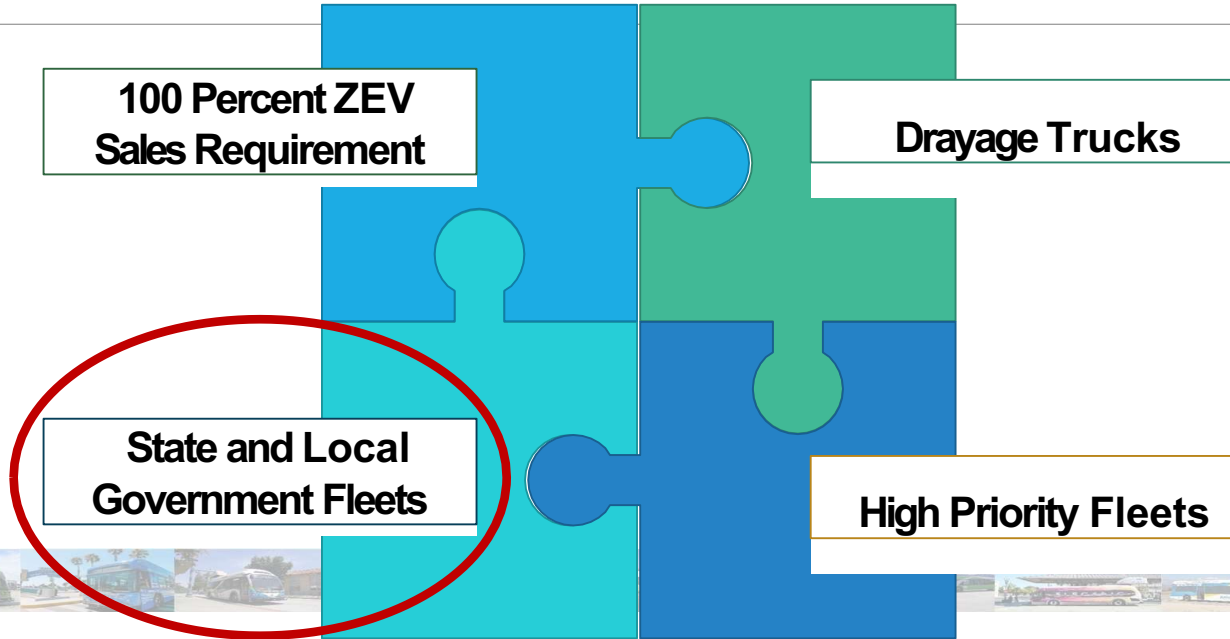 100 Percent ZEV
Sales Requirement
Drayage Trucks
State and Local
Government Fleets
High Priority Fleets